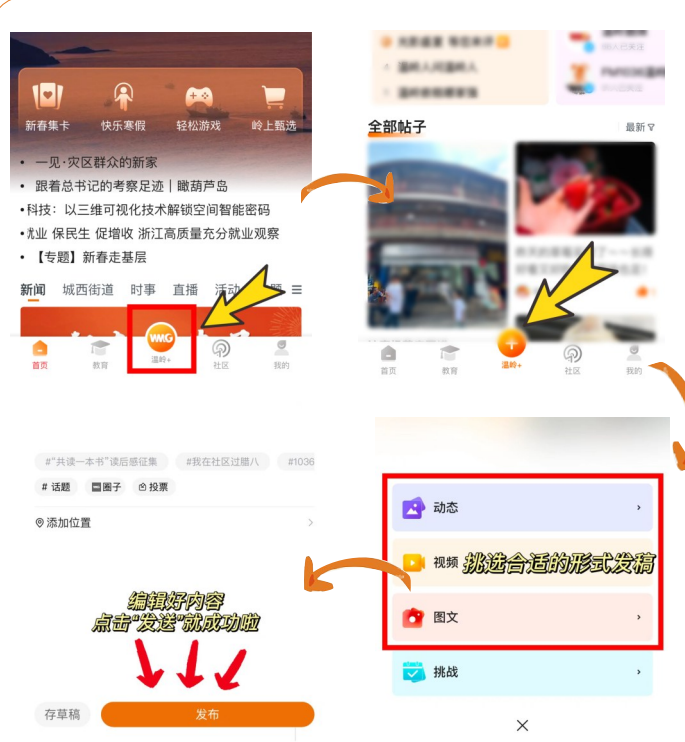 新春集卡
快乐寒假
轻松游戏
岭上甄选
• 一见·灾区群众的新家
• 跟着总书记的考察足迹｜瞰葫芦岛
•科技：以三维可视化技术解锁空间智能密码
业 保民生 促增收 浙江高质量充分就业观察
• 【专题】新春走基层
新闻
城西街道
时事
直播
活动
WMG
首页
教育
温岭+
社区
我的
全部帖子
最新
首页
教育
温岭+
社区
我的
#“共读一本书”读后感征集
#我在社区过腊八
#1036
# 话题
圈子
投票
添加位置
编辑好内容
点击“发送”就成功啦
存草稿
发布
动态
视频
挑选合适的形式发稿
图文
挑战